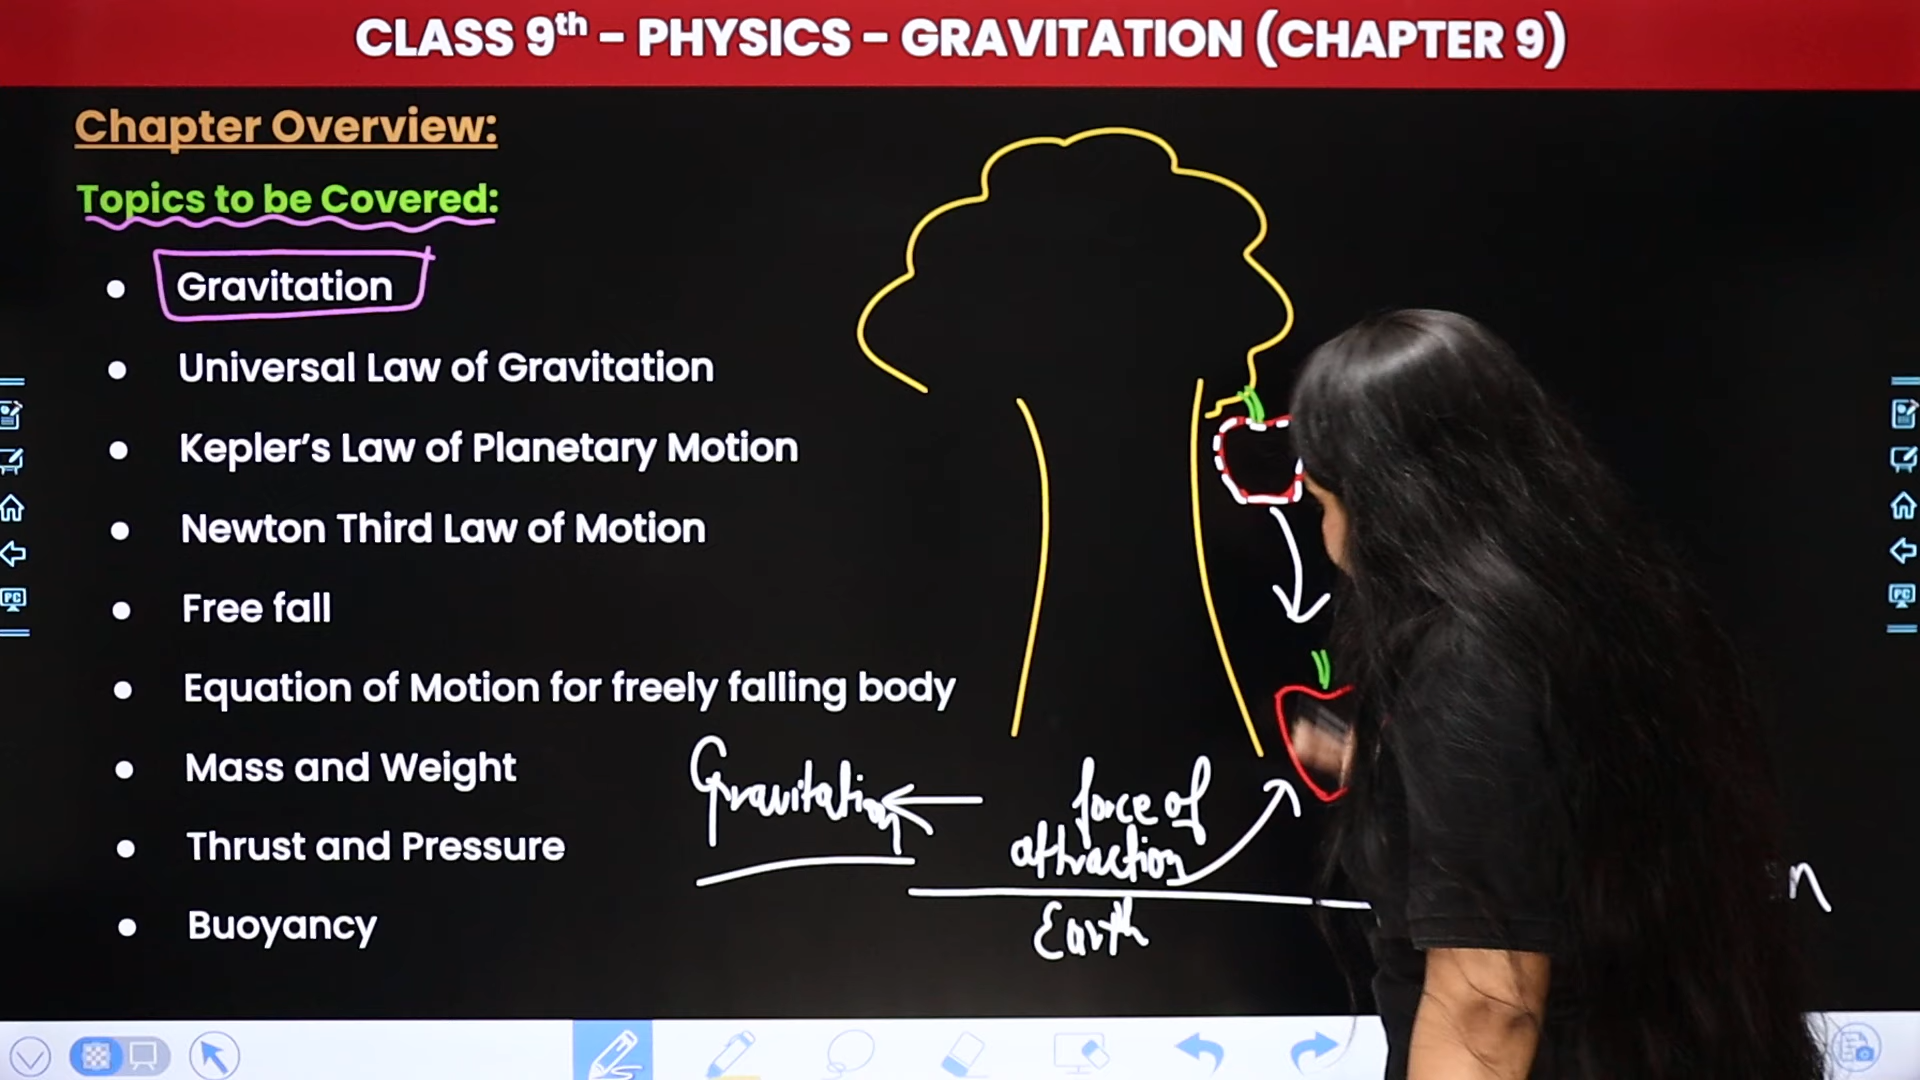 CLASS 9th - PHYSICS - GRAVITATION (CHAPTER 9)
Chapter Overview:
Topics to be Covered:
• Gravitation
• Universal Law of Gravitation
• Kepler's Law of Planetary Motion
• Newton Third Law of Motion
• Free fall
• Equation of Motion for freely falling body
• Mass and Weight
• Thrust and Pressure
• Buoyancy
Gravitation
force of
attraction
Earth
n
PC
PC